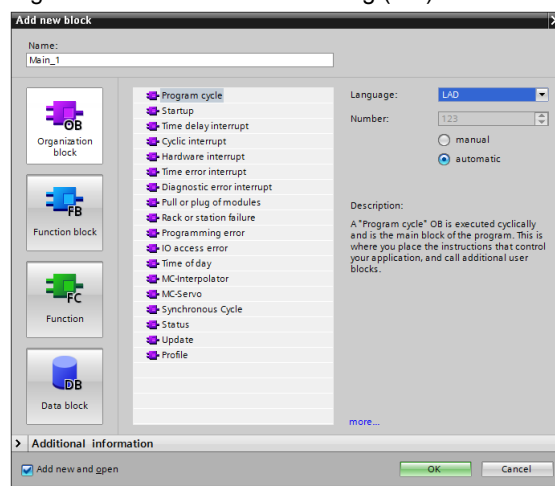 Add new block
Name:
Main_1
OB
Organization
block
FB
Function block
FC
Function
DB
Data block
Program cycle
Startup
Time delay interrupt
Cyclic interrupt
Hardware interrupt
Time error interrupt
Diagnostic error interrupt
Pull or plug of modules
Rack or station failure
Programming error
IO access error
Time of day
MC-Interpolator
MC-Servo
Synchronous Cycle
Status
Update
Profile
Language:
LAD
Number:
123
manual
automatic
Description:
A "Program cycle" OB is executed cyclically
and is the main block of the program. This is
where you place the instructions that control
your application, and call additional user
blocks.
more...
Additional information
Add new and open
OK
Cancel